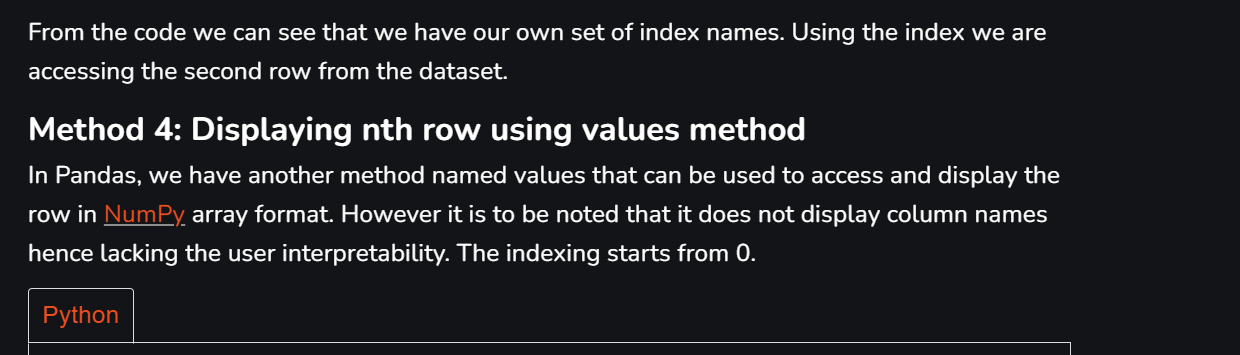 From the code we can see that we have our own set of index names. Using the index we are
accessing the second row from the dataset.
Method 4: Displaying nth row using values method
In Pandas, we have another method named values that can be used to access and display the
row in NumPy array format. However it is to be noted that it does not display column names
hence lacking the user interpretability. The indexing starts from 0.
Python